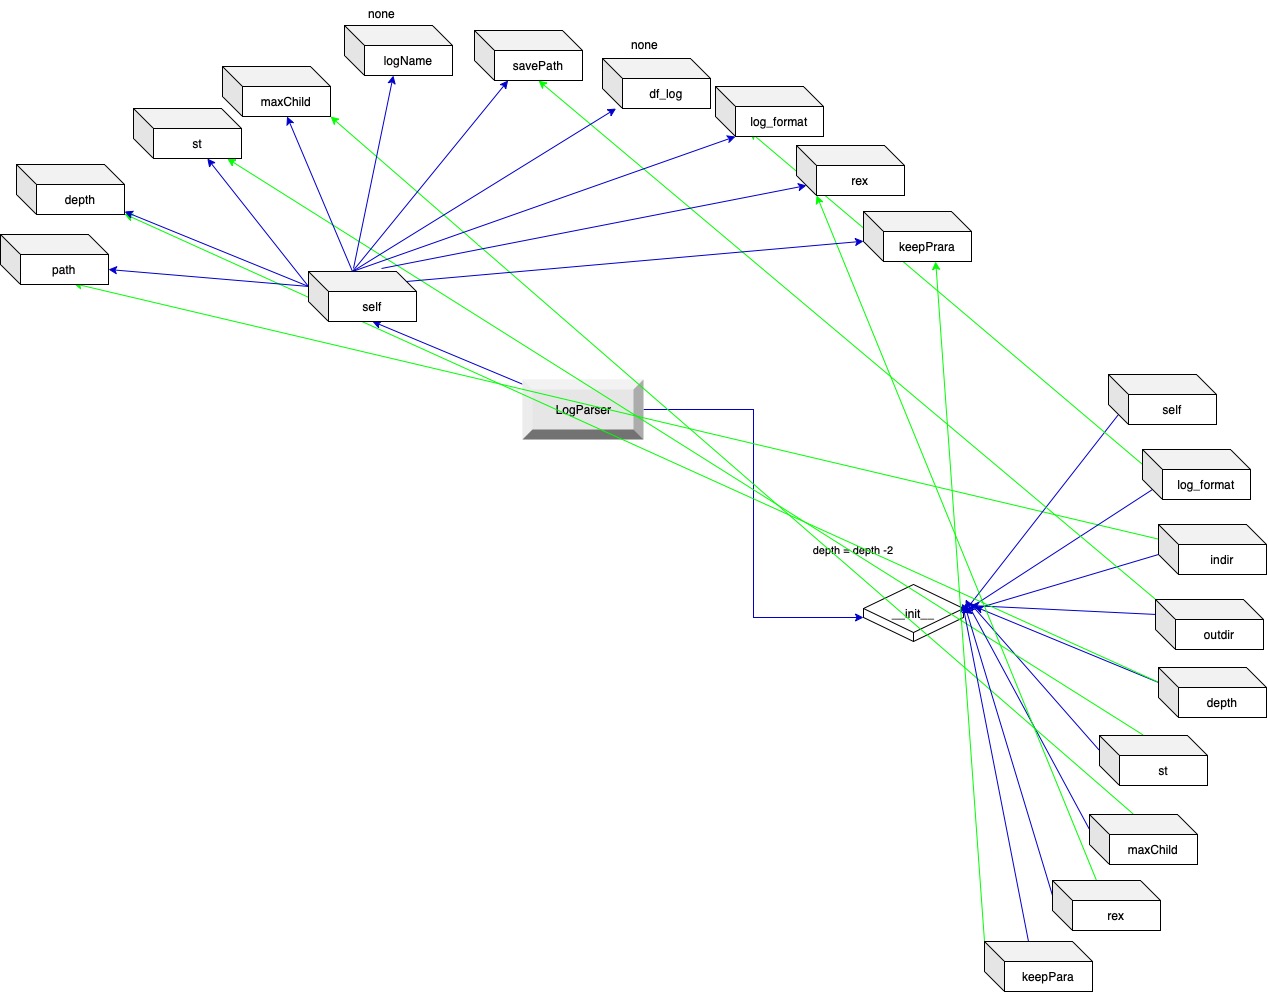 none
logName
savePath
none
df_log
maxChild
log_format
st
rex
depth
keepPrara
path
self
LogParser
self
log_format
indir
depth = depth -2
__init__
outdir
depth
st
maxChild
rex
keepPara